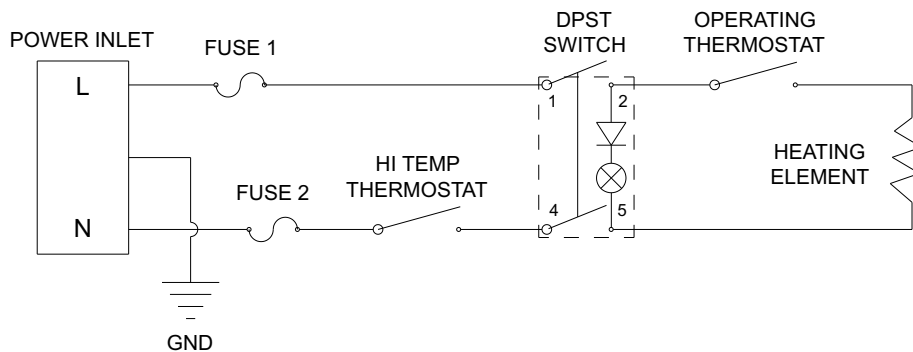 POWER INLET
L
N
FUSE 1
FUSE 2
GND
HI TEMP
THERMOSTAT
DPST
SWITCH
1
2
4
5
OPERATING
THERMOSTAT
HEATING
ELEMENT